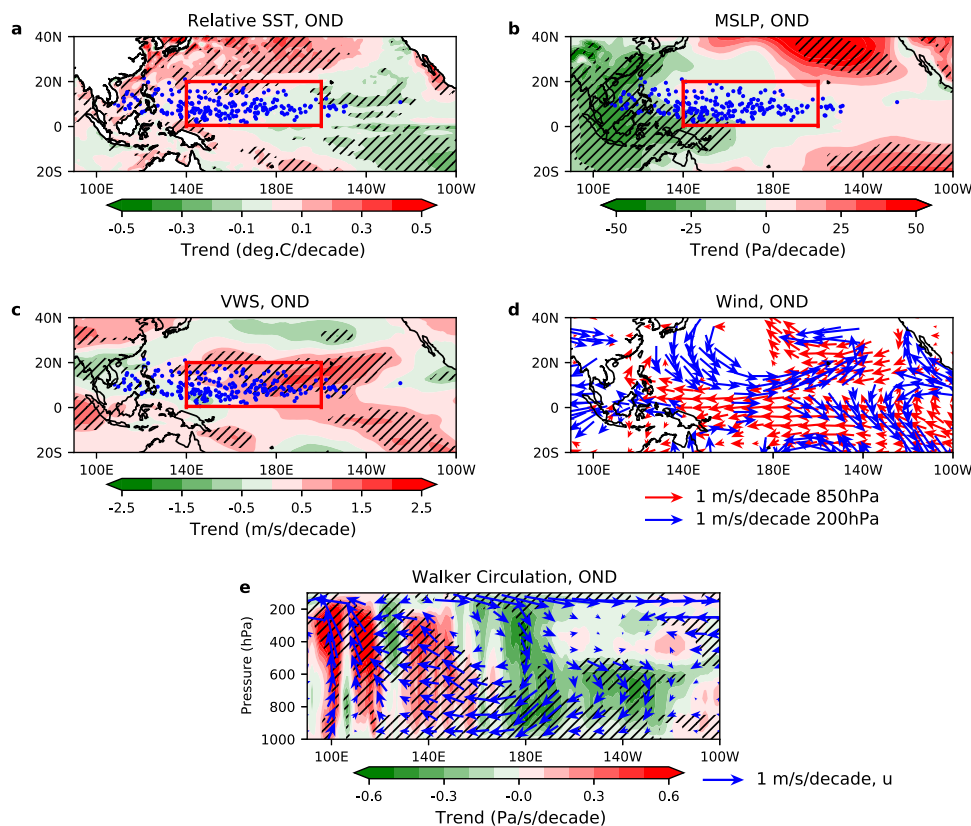 a
Relative SST, OND
40N
20N
0
20S
100E 140E 180E 140W 100W
-0.5 -0.3 -0.1 0.1 0.3 0.5
Trend (deg.C/decade)
b
MSLP, OND
40N
20N
0
20S
100E 140E 180E 140W 100W
-50 -25 0 25 50
Trend (Pa/decade)
c
VWS, OND
40N
20N
0
20S
100E 140E 180E 140W 100W
-2.5 -1.5 -0.5 0.5 1.5 2.5
Trend (m/s/decade)
d
Wind, OND
40N
20N
0
20S
100E 140E 180E 140W 100W
1 m/s/decade 850hPa
1 m/s/decade 200hPa
e
Walker Circulation, OND
Pressure (hPa)
200
400
600
800
1000
100E 140E 180E 140W 100W
-0.6 -0.3 -0.0 0.3 0.6
Trend (Pa/s/decade)
1 m/s/decade, u